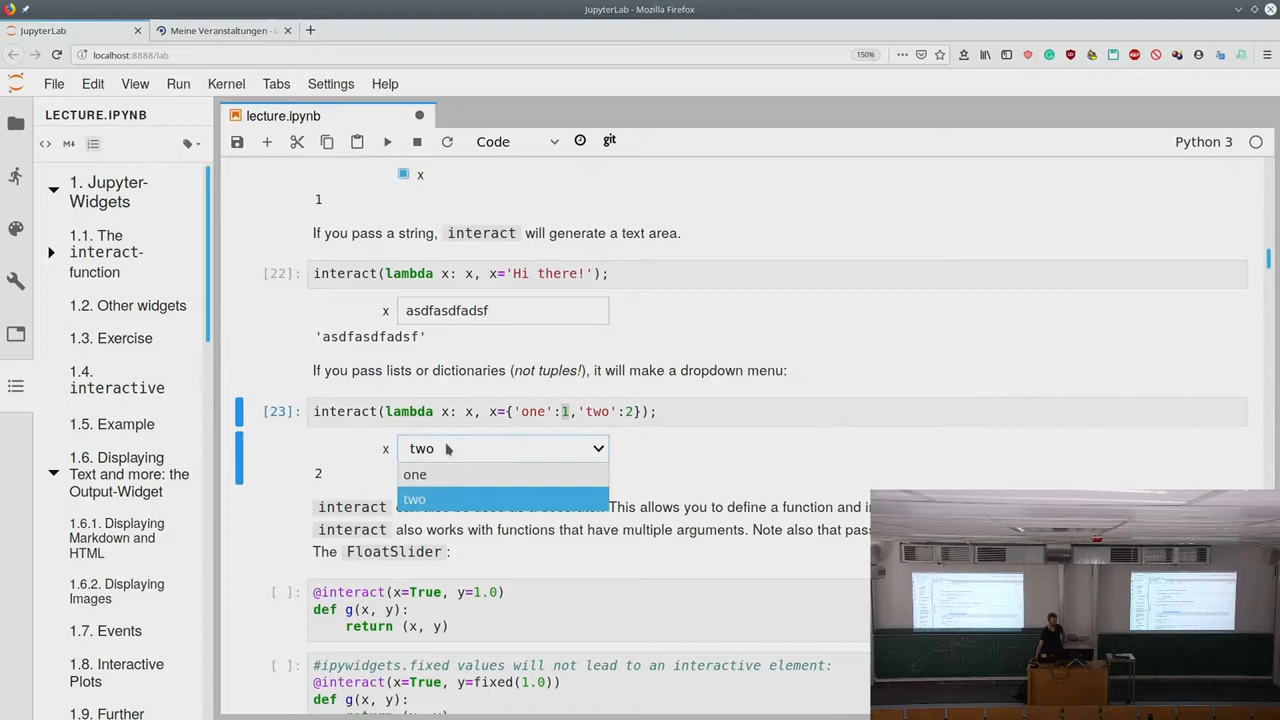 JupyterLab - Mozilla Firefox
JupyterLab
Meine Veranstaltungen -
localhost:8888/lab
150%
File Edit View Run Kernel Tabs Settings Help
LECTURE.IPYNB
1. Jupyter-
Widgets
1.1. The
interact-
function
1.2. Other widgets
1.3. Exercise
1.4.
interactive
1.5. Example
1.6. Displaying
Text and more: the
Output-Widget
1.6.1. Displaying
Markdown and
HTML
1.6.2. Displaying
Images
1.7. Events
1.8. Interactive
Plots
1.9. Further
lecture.ipynb
Code
git
Python 3
x
1
If you pass a string, interact will generate a text area.
[22]: interact(lambda x: x, x='Hi there!');
x asdfasdfadsf
'asdfasdfadsf'
If you pass lists or dictionaries (not tuples!), it will make a dropdown menu:
[23]: interact(lambda x: x, x={'one':1,'two':2});
x two
one
two
2
interact This allows you to define a function and
interact also works with functions that have multiple arguments. Note also that
The FloatSlider:
[ ]: @interact(x=True, y=1.0)
def g(x, y):
return (x, y)
[ ]: #ipywidgets.fixed values will not lead to an interactive element:
@interact(x=True, y=fixed(1.0))
def g(x, y):